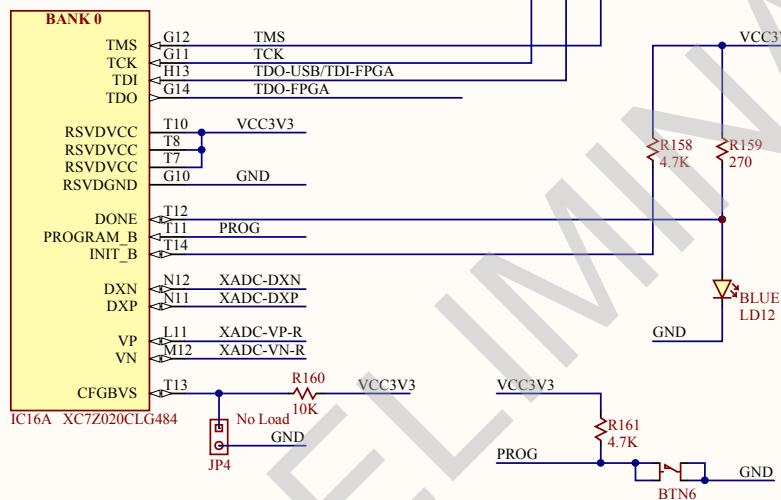 BANK 0
TMS G12 TMS
TCK G11 TCK
TDI H13 TDO-USB/TDI-FPGA
TDO G14 TDO-FPGA
RSVDVCC T10 VCC3V3
RSVDVCC T8
RSVDVCC T7
RSVDGND G10 GND
DONE T12
PROGRAM_B T11 PROG
INIT_B T14
DXN N12 XADC-DXN
DXP N11 XADC-DXP
VP L11 XADC-VP-R
VN M12 XADC-VN-R
CFGBVS T13
IC16A XC7Z020CLG484
R160
10K
VCC3V3
No Load
GND
JP4
R158
4.7K
R159
270
BLUE
LD12
GND
VCC3V3
R161
4.7K
PROG
GND
BTN6